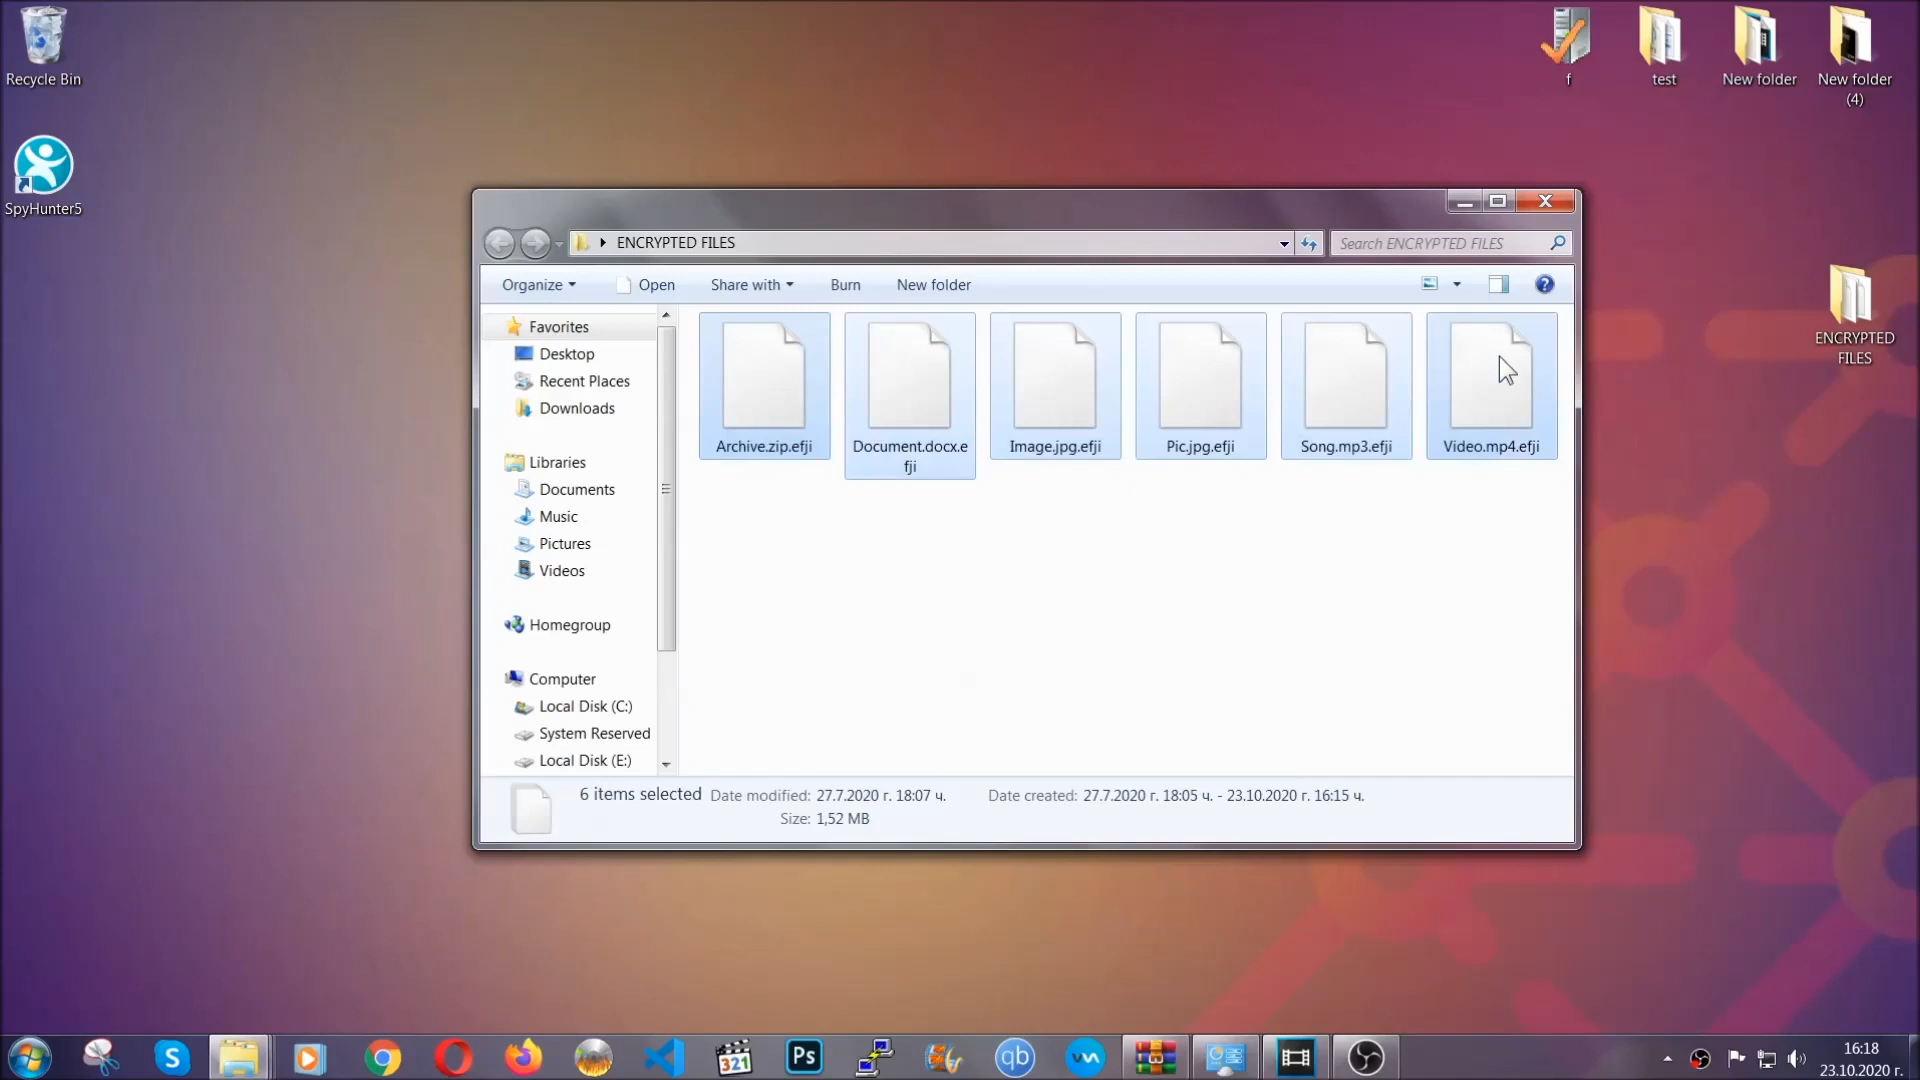 Recycle Bin
SpyHunter5
f
test
New folder
New folder
(4)
ENCRYPTED
FILES
ENCRYPTED FILES
Search ENCRYPTED FILES
Organize
Open
Share with
Burn
New folder
Favorites
Desktop
Recent Places
Downloads
Libraries
Documents
Music
Pictures
Videos
Homegroup
Computer
Local Disk (C:)
System Reserved
Local Disk (E:)
Archive.zip.efji
Document.docx.e
fji
Image.jpg.efji
Pic.jpg.efji
Song.mp3.efji
Video.mp4.efji
6 items selected
Date modified: 27.7.2020 г. 18:07 ч.
Date created: 27.7.2020 г. 18:05 ч. - 23.10.2020 г. 16:15 ч.
Size: 1,52 MB
S
321
Ps
qb
16:18
23.10.2020 г.